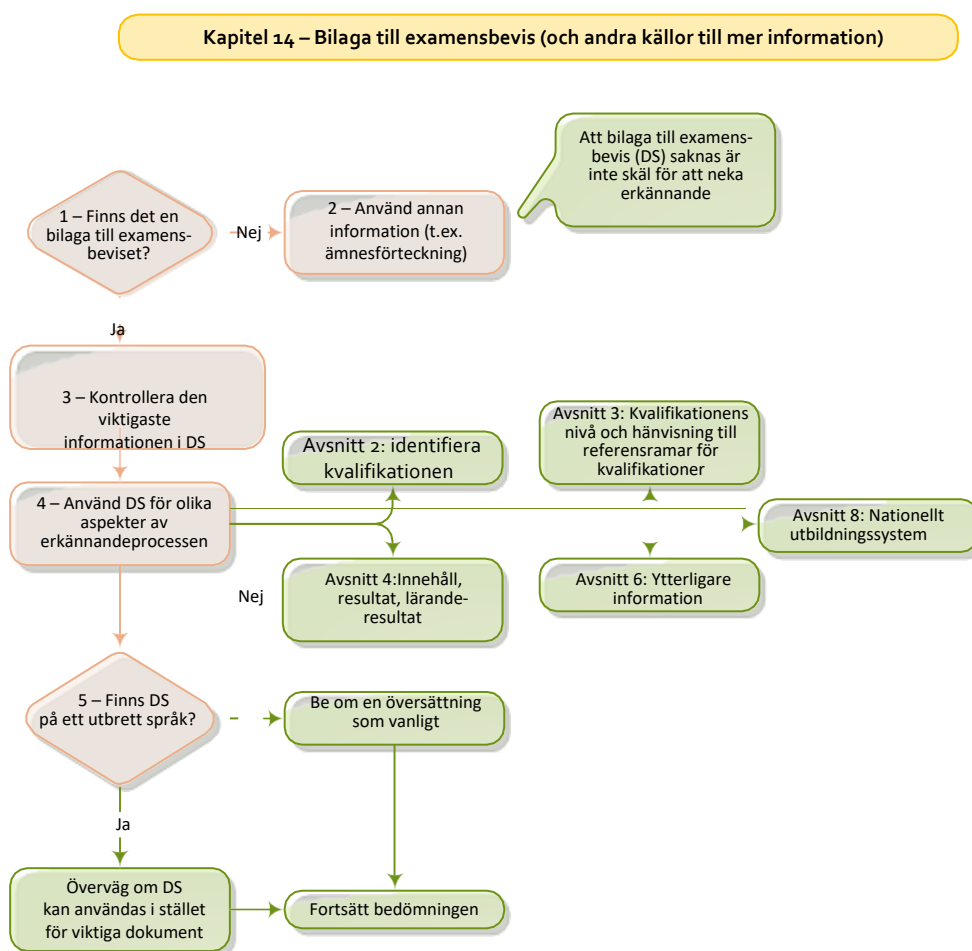 Kapitel 14 – Bilaga till examensbevis (och andra källor till mer information)
Att bilaga till examens-
bevis (DS) saknas är
inte skäl för att neka
erkännande
1 – Finns det en
bilaga till examens-
beviset?
Nej
2 – Använd annan
information (t.ex.
ämnesförteckning)
Ja
3 – Kontrollera den
viktigaste
informationen i DS
Avsnitt 2: identifiera
kvalifikationen
Avsnitt 3: Kvalifikationens
nivå och hänvisning till
referensramar för
kvalifikationer
4 – Använd DS för olika
aspekter av
erkännandeprocessen
Avsnitt 8: Nationellt
utbildningssystem
Nej
Avsnitt 4:Innehåll,
resultat, lärande-
resultat
Avsnitt 6: Ytterligare
information
5 – Finns DS
på ett utbrett språk?
Be om en översättning
som vanligt
Ja
Överväg om DS
kan användas i stället
för viktiga dokument
Fortsätt bedömningen